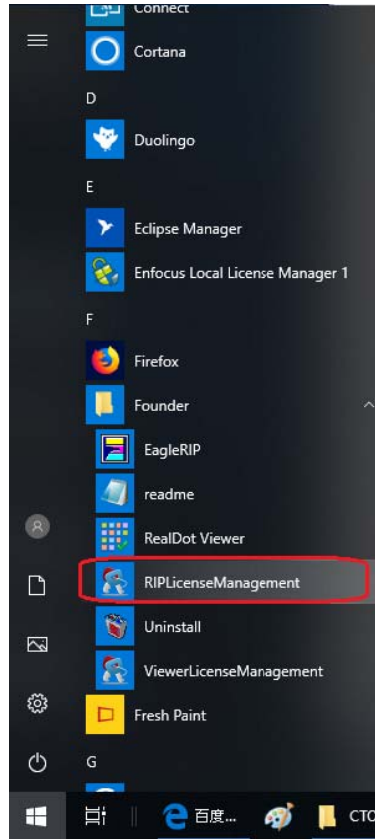 Connect
Cortana
D
Duolingo
E
Eclipse Manager
Enfocus Local License Manager 1
F
Firefox
Founder
EagleRIP
readme
RealDot Viewer
RIPLicenseManagement
Uninstall
ViewerLicenseManagement
Fresh Paint
G
百度... CTO